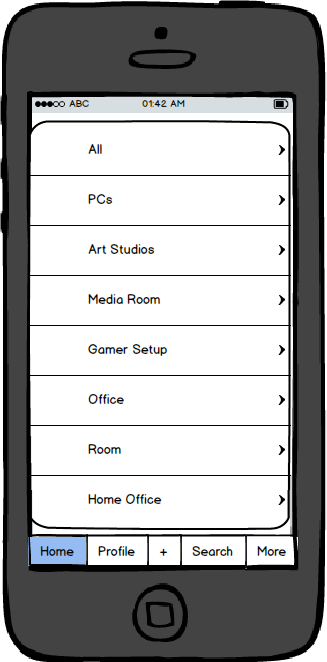 ABC 01:42 AM
All
PCs
Art Studios
Media Room
Gamer Setup
Office
Room
Home Office
Home Profile + Search More